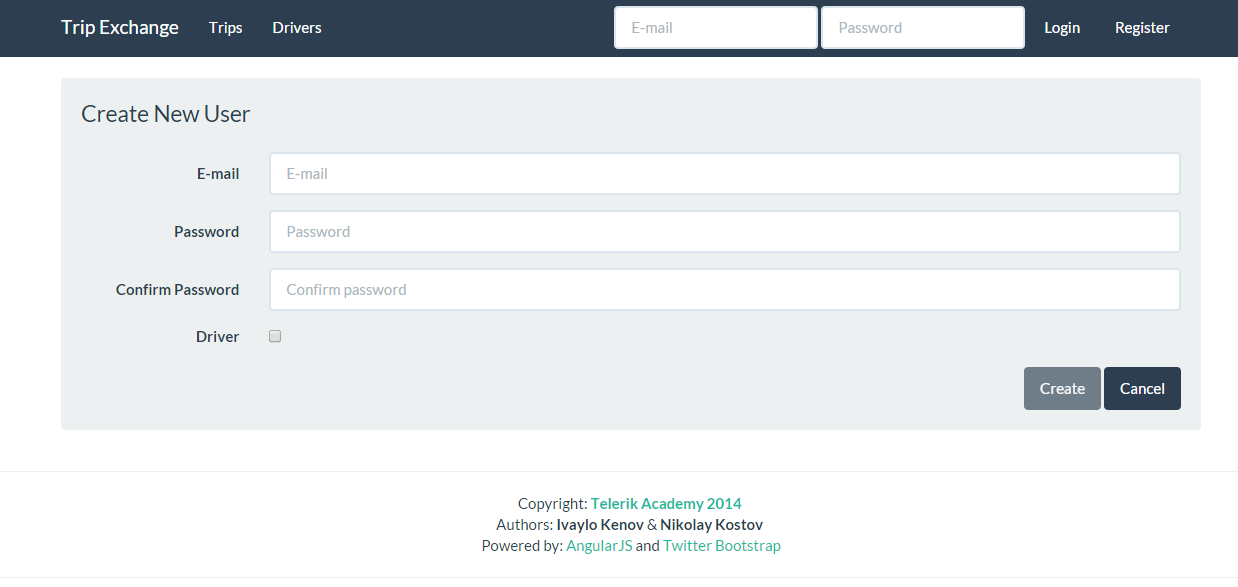 Trip Exchange Trips Drivers E-mail Password Login Register
Create New User
E-mail E-mail
Password Password
Confirm Password Confirm password
Driver
Create Cancel
Copyright: Telerik Academy 2014
Authors: Ivaylo Kenov & Nikolay Kostov
Powered by: AngularJS and Twitter Bootstrap